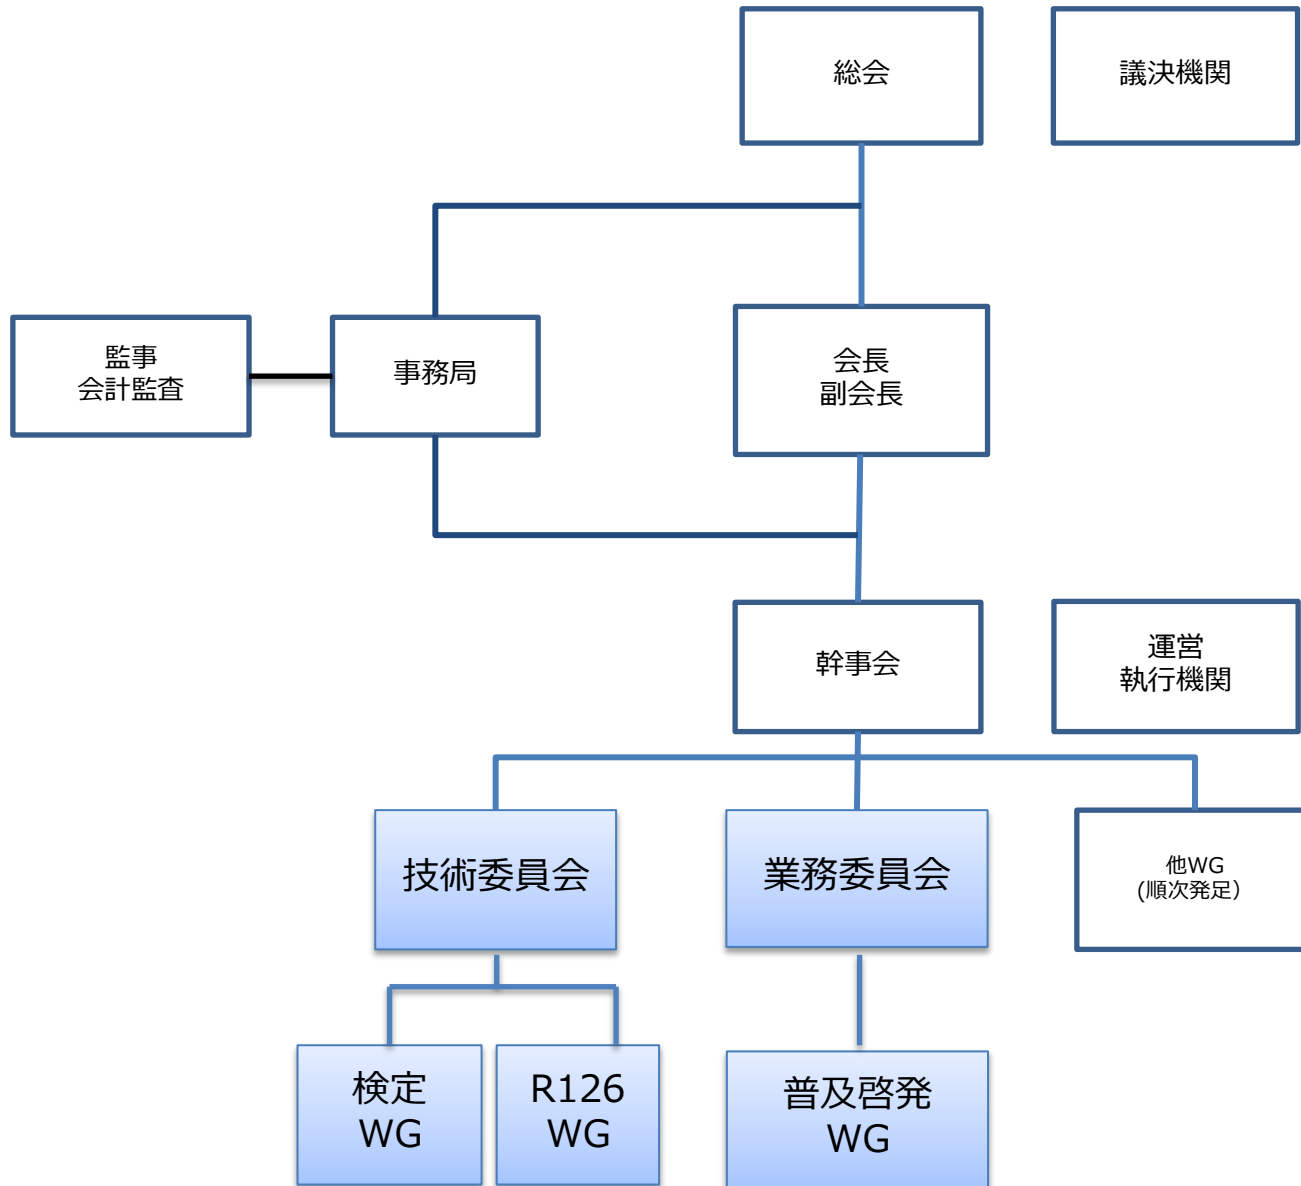 総会
議決機関
監事
会計監査
事務局
会長
副会長
幹事会
運営
執行機関
技術委員会
業務委員会
他WG
(順次発足）
検定
WG
R126
WG
普及啓発
WG